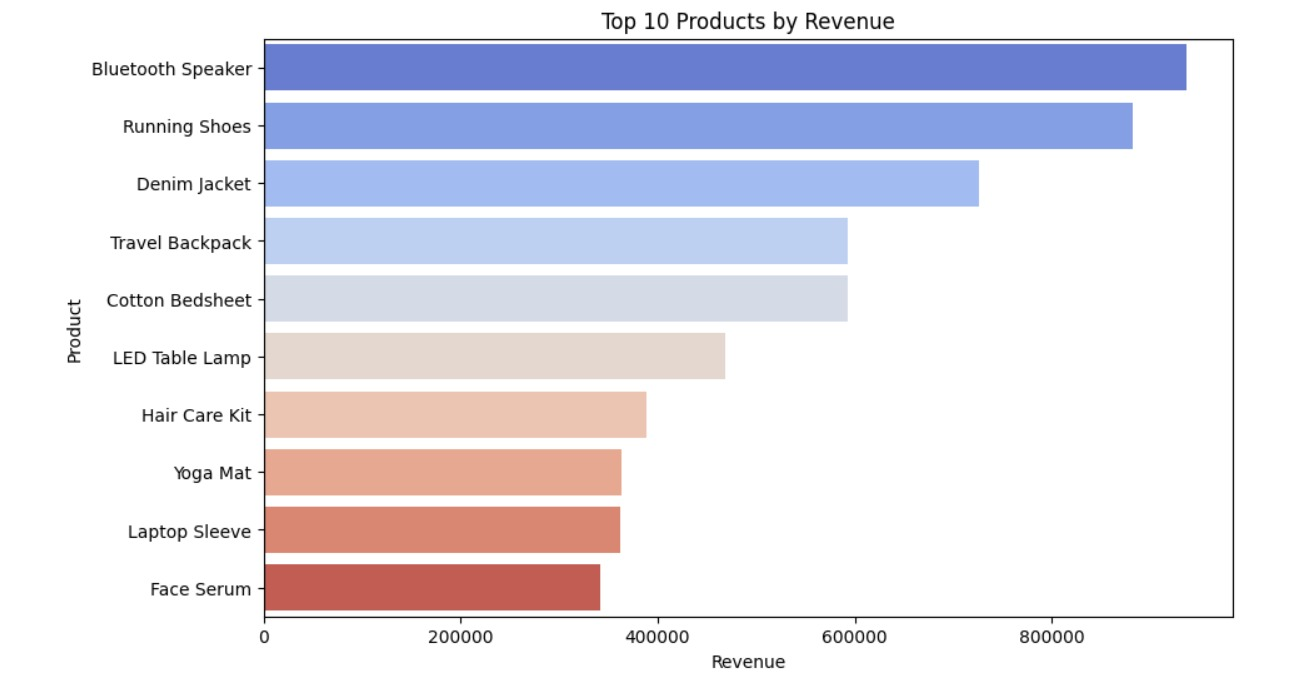 Top 10 Products by Revenue
Bluetooth Speaker
Running Shoes
Denim Jacket
Travel Backpack
Cotton Bedsheet
LED Table Lamp
Hair Care Kit
Yoga Mat
Laptop Sleeve
Face Serum
Product
0 200000 400000 600000 800000
Revenue